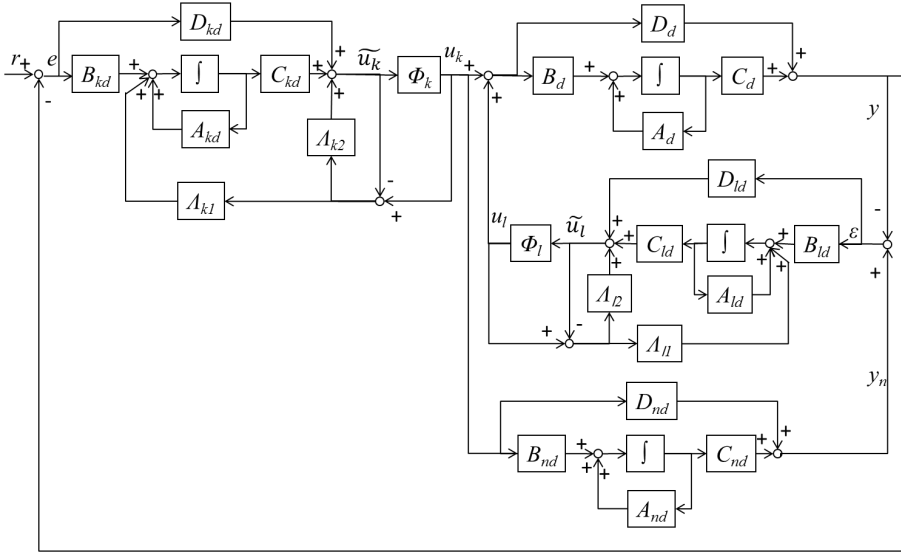 D_kd
r + e B_kd + + ∫ C_kd + + ũ_k Φ_k u_k
+ + A_kd
Λ_k2 +
Λ_k1 - +
-
D_d
+ + B_d + + ∫ C_d + +
A_d
y
D_ld
u_l Φ_l ũ_l + + C_ld ∫ + B_ld ε - +
+ Λ_l2 A_ld + +
+ - Λ_l1
y_n
D_nd
B_nd + + + ∫ C_nd + +
A_nd